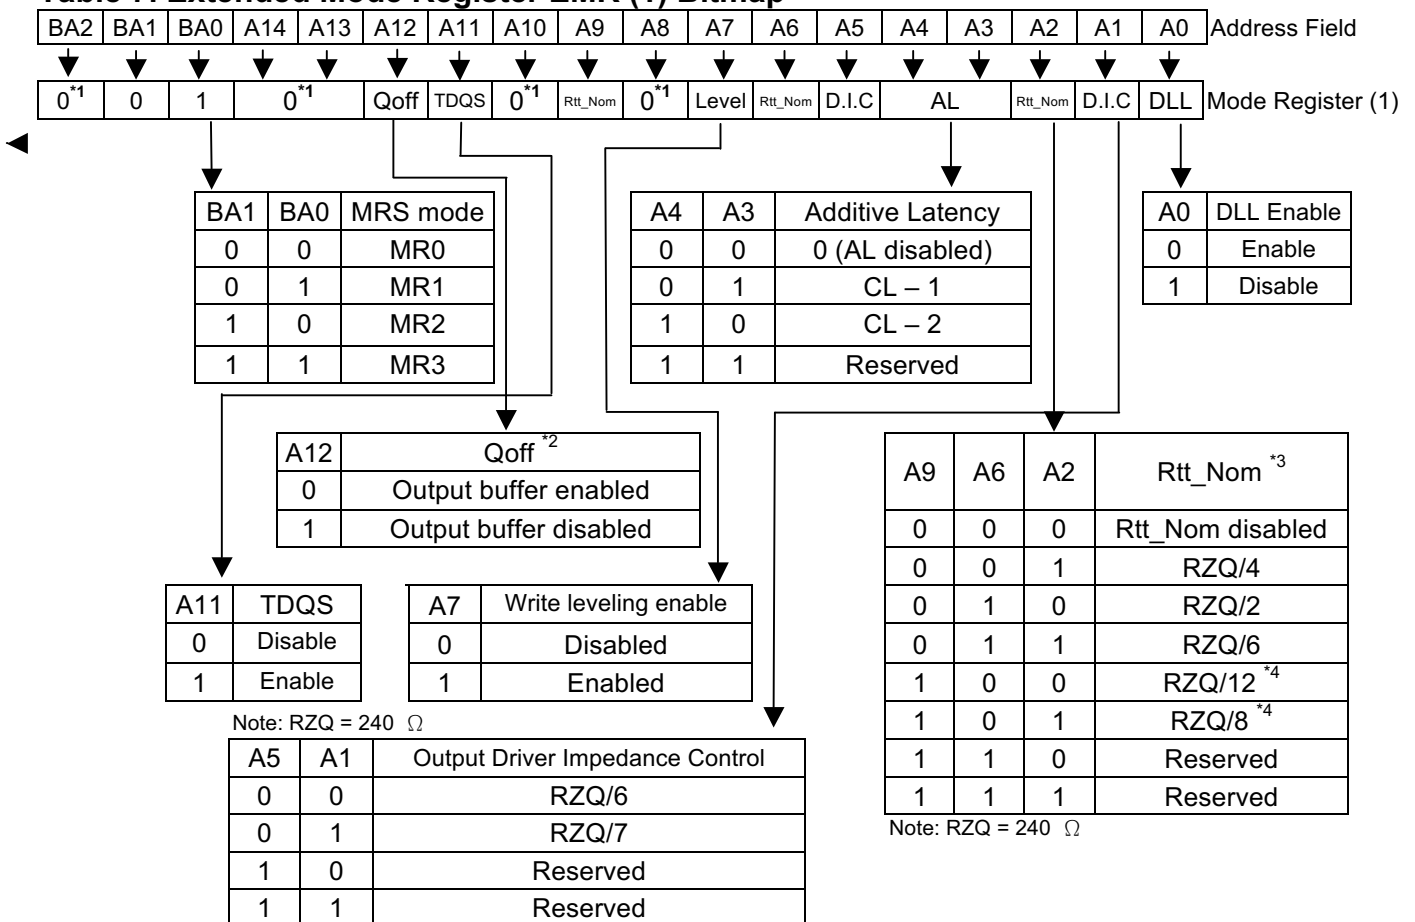 Table 7. Extended Mode Register EMR (1) Bitmap
BA2 BA1 BA0 A14 A13 A12 A11 A10 A9 A8 A7 A6 A5 A4 A3 A2 A1 A0 Address Field
0*1 0 1 0*1 Qoff TDQS 0*1 Rtt_Nom 0*1 Level Rtt_Nom D.I.C AL Rtt_Nom D.I.C DLL Mode Register (1)
BA1 BA0 MRS mode
0 0 MR0
0 1 MR1
1 0 MR2
1 1 MR3
A4 A3 Additive Latency
0 0 0 (AL disabled)
0 1 CL – 1
1 0 CL – 2
1 1 Reserved
A0 DLL Enable
0 Enable
1 Disable
A12 Qoff *2
0 Output buffer enabled
1 Output buffer disabled
A9 A6 A2 Rtt_Nom *3
0 0 0 Rtt_Nom disabled
0 0 1 RZQ/4
0 1 0 RZQ/2
0 1 1 RZQ/6
1 0 0 RZQ/12 *4
1 0 1 RZQ/8 *4
1 1 0 Reserved
1 1 1 Reserved
Note: RZQ = 240 Ω
A11 TDQS
0 Disable
1 Enable
A7 Write leveling enable
0 Disabled
1 Enabled
Note: RZQ = 240 Ω
A5 A1 Output Driver Impedance Control
0 0 RZQ/6
0 1 RZQ/7
1 0 Reserved
1 1 Reserved